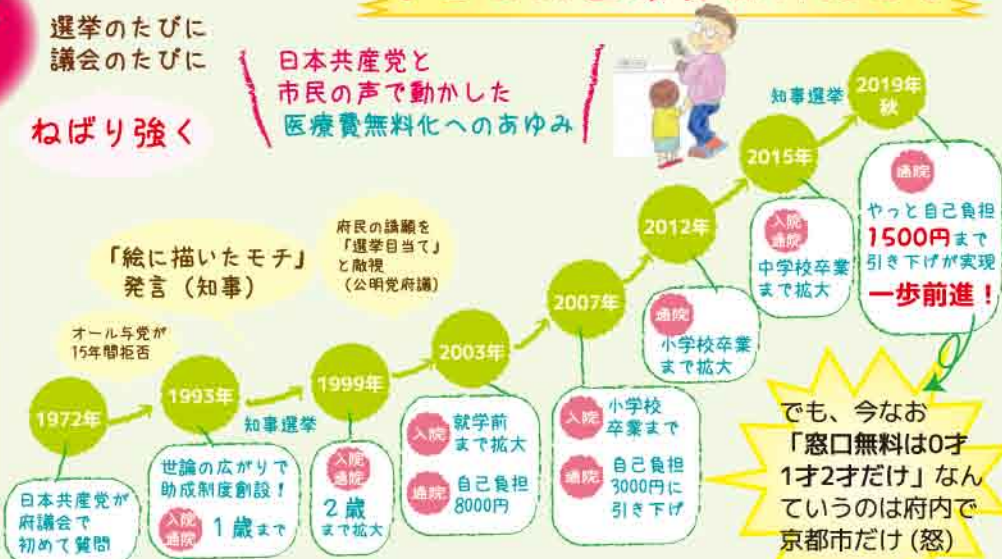 選挙のたびに
議会のたびに
ねばり強く
日本共産党と
市民の声で動かした
医療費無料化へのあゆみ
「絵に描いたモチ」
発言（知事）
府民の請願を
「選挙目当て」
と敵視
（公明党府議）
オール与党が
15年間拒否
1972年
日本共産党が
府議会で
初めて質問
1993年
世論の広がりで
助成制度創設！
入院
通院
1歳まで
知事選挙
1999年
入院
通院
2歳
まで拡大
2003年
入院
就学前
まで拡大
通院
自己負担
8000円
2007年
入院
小学校
卒業まで
通院
自己負担
3000円に
引き下げ
2012年
通院
小学校卒業
まで拡大
2015年
入院
通院
中学校卒業
まで拡大
知事選挙
2019年
秋
通院
やっと自己負担
1500円まで
引き下げが実現
一歩前進！
でも、今なお
「窓口無料は0才
1才2才だけ」なん
ていうのは府内で
京都市だけ(怒)